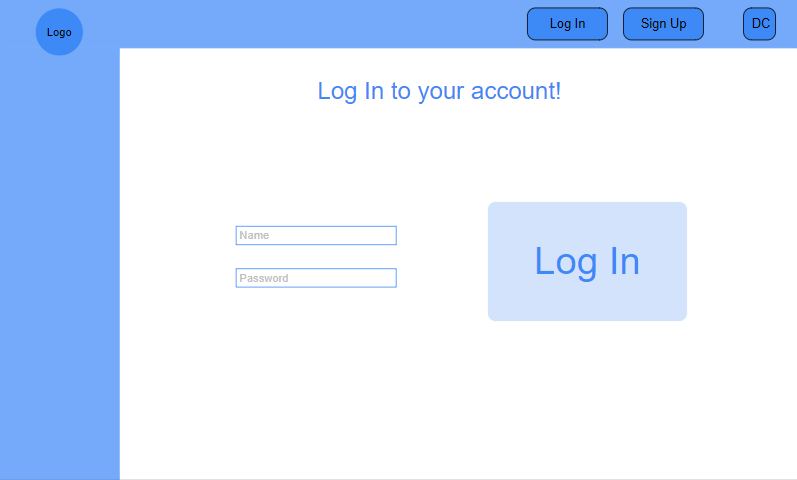 Logo
Log In
Sign Up
DC
Log In to your account!
Name
Password
Log In